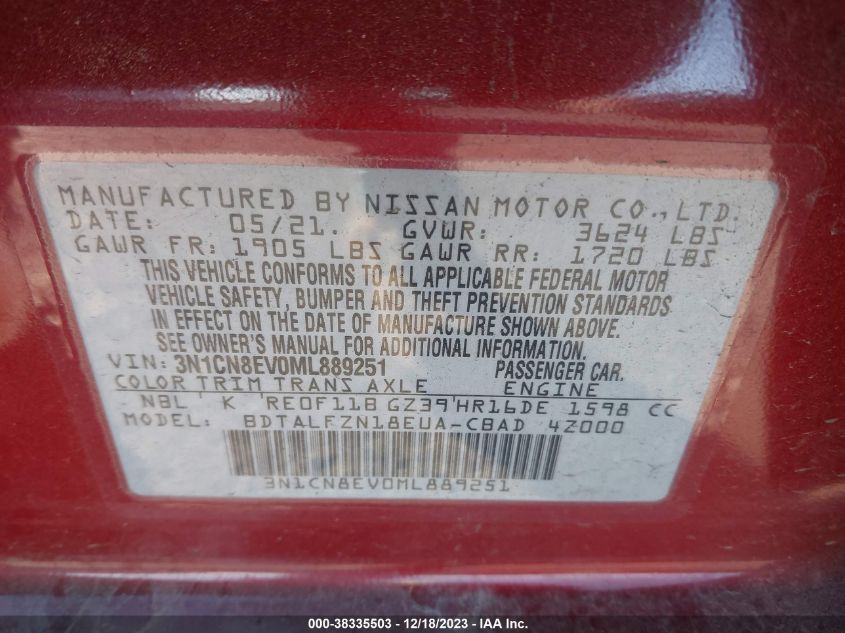 MANUFACTURED BY NISSAN MOTOR CO., LTD.
DATE: 05/21. GVWR: 3624 LBS
GAWR FR: 1905 LBS GAWR RR: 1720 LBS
THIS VEHICLE CONFORMS TO ALL APPLICABLE FEDERAL MOTOR
VEHICLE SAFETY, BUMPER AND THEFT PREVENTION STANDARDS
IN EFFECT ON THE DATE OF MANUFACTURE SHOWN ABOVE.
SEE OWNER'S MANUAL FOR ADDITIONAL INFORMATION.
VIN: 3N1CN8EV0ML889251 PASSENGER CAR.
COLOR TRIM TRANS AXLE ENGINE
NBL K RE0F11B GZ39 HR16DE 1598 CC
MODEL: BDTALFZN18EUA-CBAD 4Z000
3N1CN8EV0ML889251
000-38335503 - 12/18/2023 - IAAI, Inc.